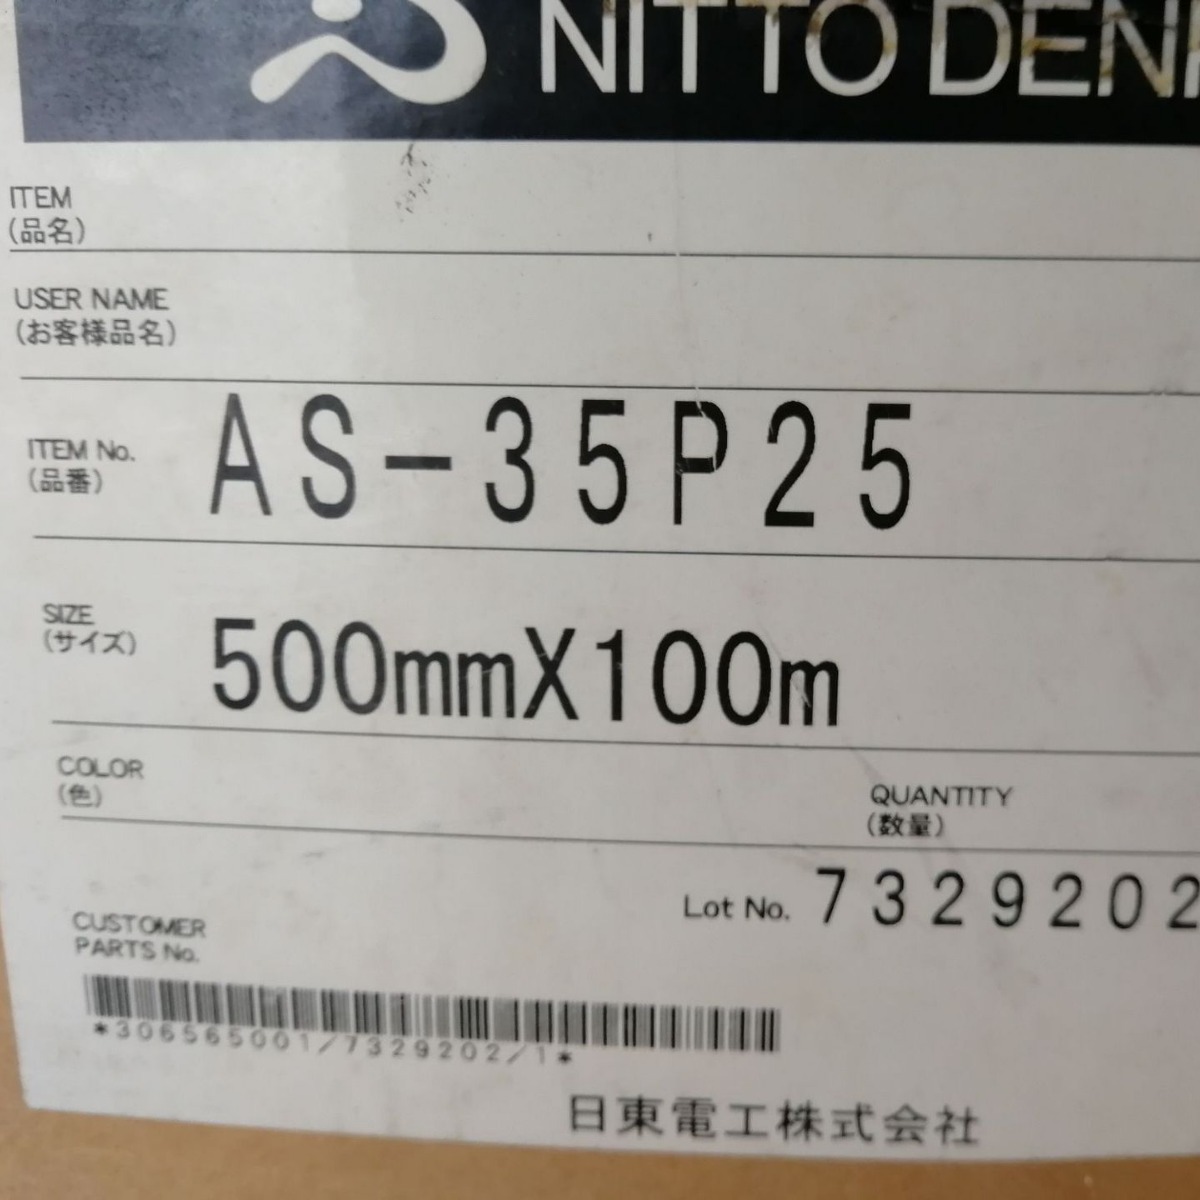 NITTO DENK
ITEM
(品名)
USER NAME
(お客様品名)
ITEM No.
(品番)
AS-35P25
SIZE
(サイズ)
500mmX100m
COLOR
(色)
QUANTITY
(数量)
Lot No. 7329202
CUSTOMER
PARTS No.
*306565001/7329202/1*
日東電工株式会社